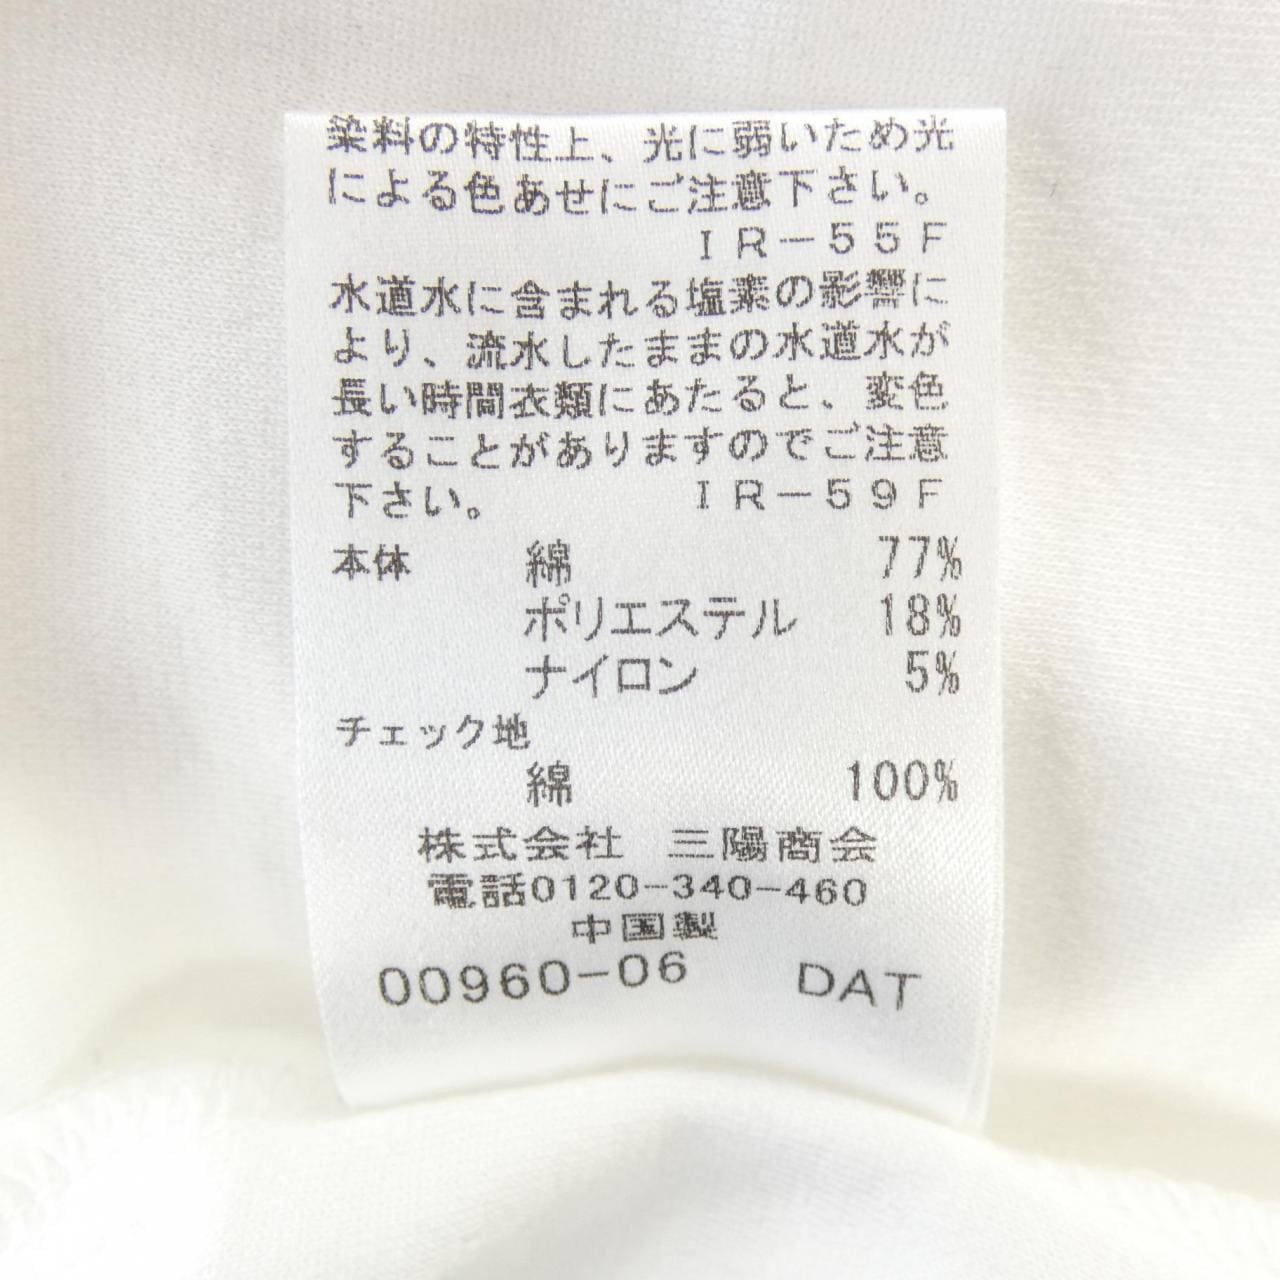 染料の特性上、光に弱いため光
による色あせにご注意下さい。
IR-55F
水道水に含まれる塩素の影響に
より、流水したままの水道水が
長い時間衣類にあたると、変色
することがありますのでご注意
下さい。 IR-59F
本体 綿 77%
ポリエステル 18%
ナイロン 5%
チェック地
綿 100%
株式会社 三陽商会
電話0120-340-460
中国製
00960-06 DAT